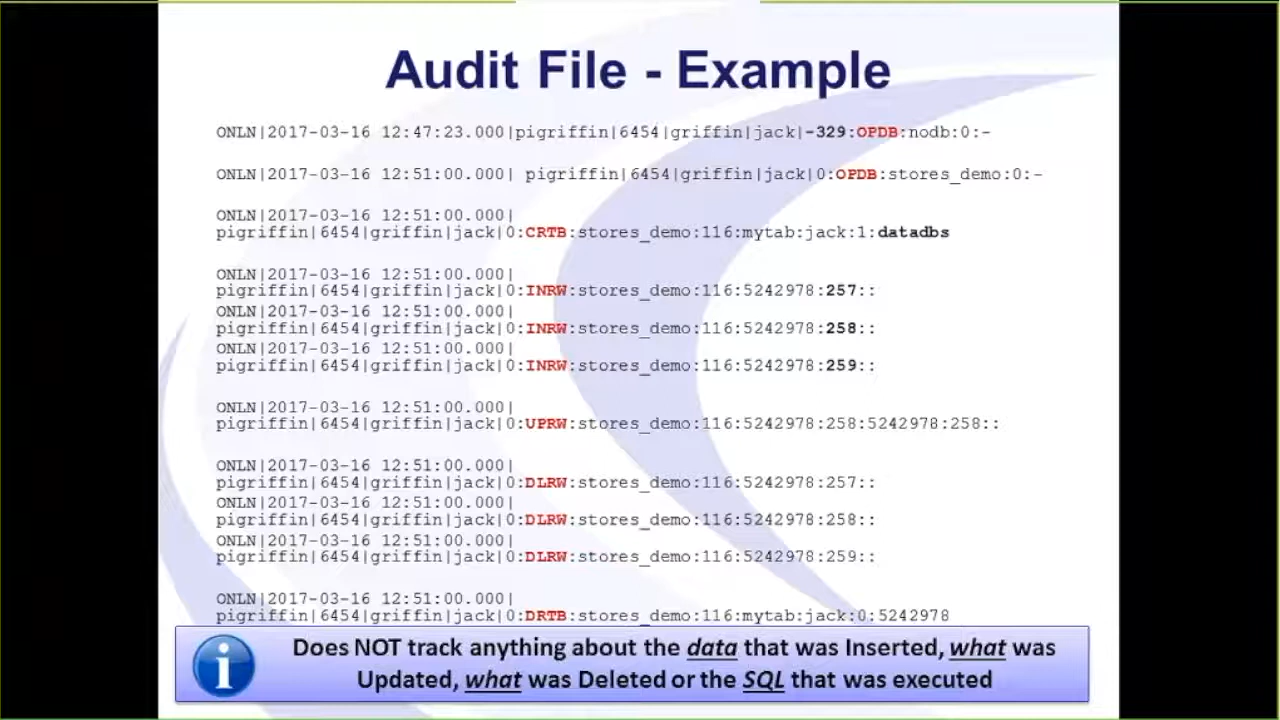 Audit File - Example
ONLN|2017-03-16 12:47:23.000|pigriffin|6454|griffin|jack|-329:OPDB:nodb:0:-
ONLN|2017-03-16 12:51:00.000| pigriffin|6454|griffin|jack|0:OPDB:stores_demo:0:-
ONLN|2017-03-16 12:51:00.000|
pigriffin|6454|griffin|jack|0:CRTB:stores_demo:116:mytab:jack:1:datadbs
ONLN|2017-03-16 12:51:00.000|
pigriffin|6454|griffin|jack|0:INRW:stores_demo:116:5242978:257::
ONLN|2017-03-16 12:51:00.000|
pigriffin|6454|griffin|jack|0:INRW:stores_demo:116:5242978:258::
ONLN|2017-03-16 12:51:00.000|
pigriffin|6454|griffin|jack|0:INRW:stores_demo:116:5242978:259::
ONLN|2017-03-16 12:51:00.000|
pigriffin|6454|griffin|jack|0:UPRW:stores_demo:116:5242978:258:5242978:258::
ONLN|2017-03-16 12:51:00.000|
pigriffin|6454|griffin|jack|0:DLRW:stores_demo:116:5242978:257::
ONLN|2017-03-16 12:51:00.000|
pigriffin|6454|griffin|jack|0:DLRW:stores_demo:116:5242978:258::
ONLN|2017-03-16 12:51:00.000|
pigriffin|6454|griffin|jack|0:DLRW:stores_demo:116:5242978:259::
ONLN|2017-03-16 12:51:00.000|
pigriffin|6454|griffin|jack|0:DRTB:stores_demo:116:mytab:jack:0:5242978
i
Does NOT track anything about the data that was Inserted, what was
Updated, what was Deleted or the SQL that was executed